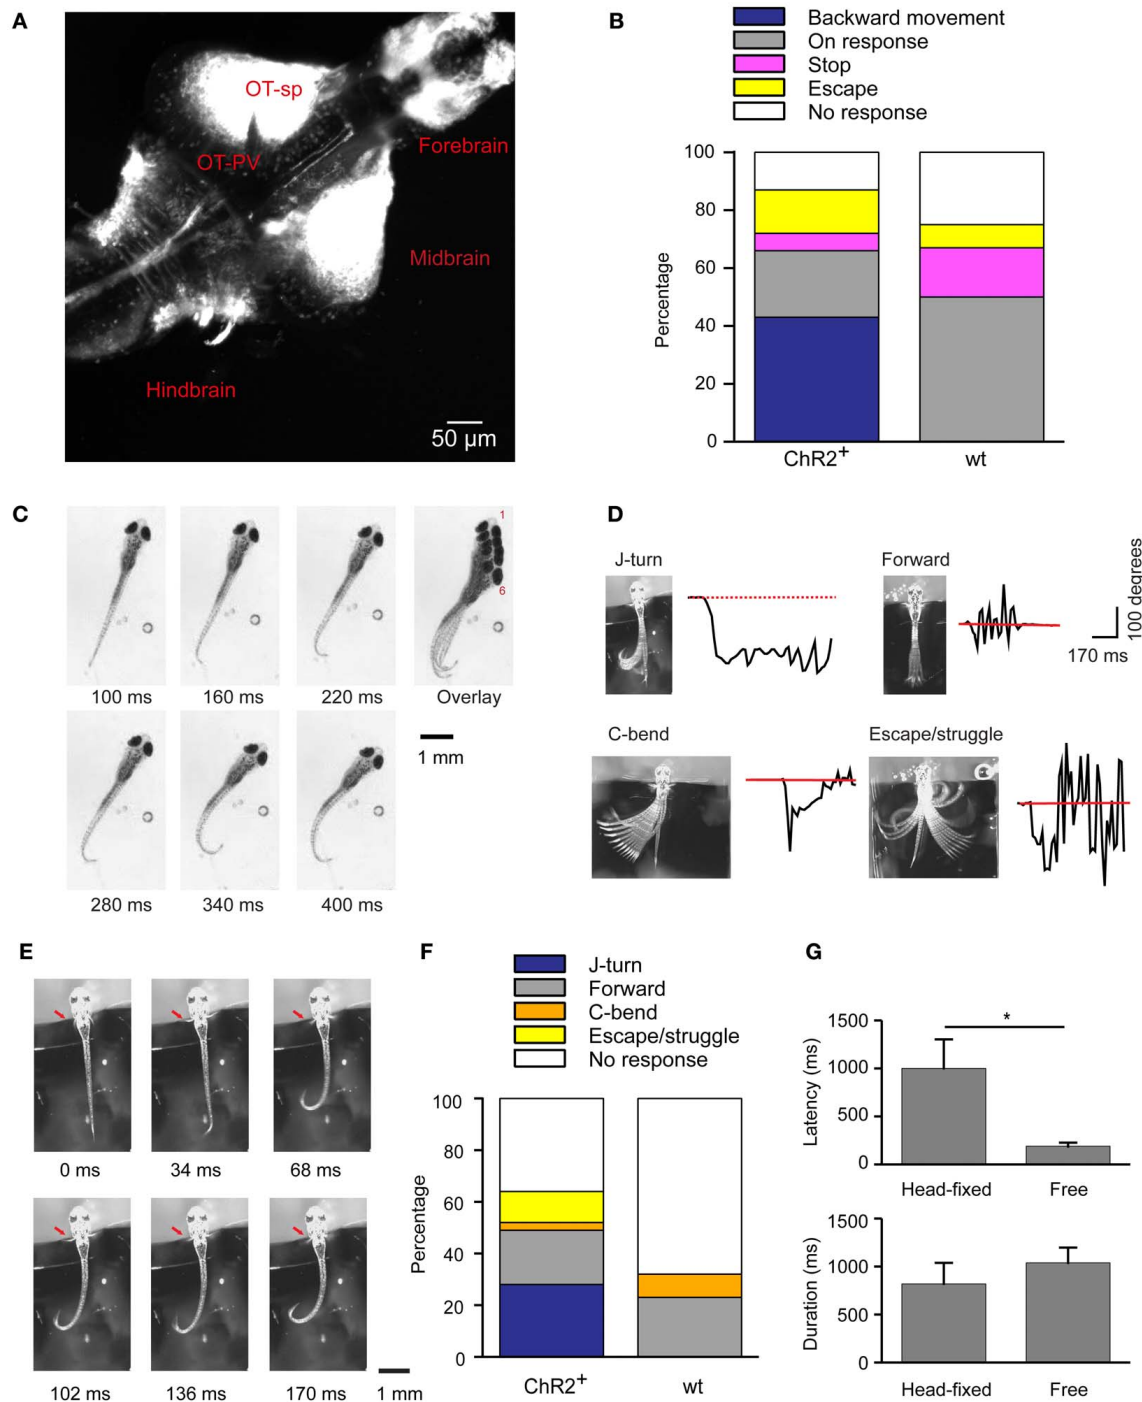 A
OT-sp
OT-PV
Forebrain
Midbrain
Hindbrain
50 µm
B
Backward movement
On response
Stop
Escape
No response
100
80
60
40
20
0
Percentage
ChR2+
wt
C
1
6
100 ms
160 ms
220 ms
Overlay
280 ms
340 ms
400 ms
1 mm
D
J-turn
Forward
100 degrees
170 ms
C-bend
Escape/struggle
E
0 ms
34 ms
68 ms
102 ms
136 ms
170 ms
1 mm
F
J-turn
Forward
C-bend
Escape/struggle
No response
100
80
60
40
20
0
Percentage
ChR2+
wt
G
1500
1000
500
0
Latency (ms)
*
Head-fixed
Free
1500
1000
500
0
Duration (ms)
Head-fixed
Free